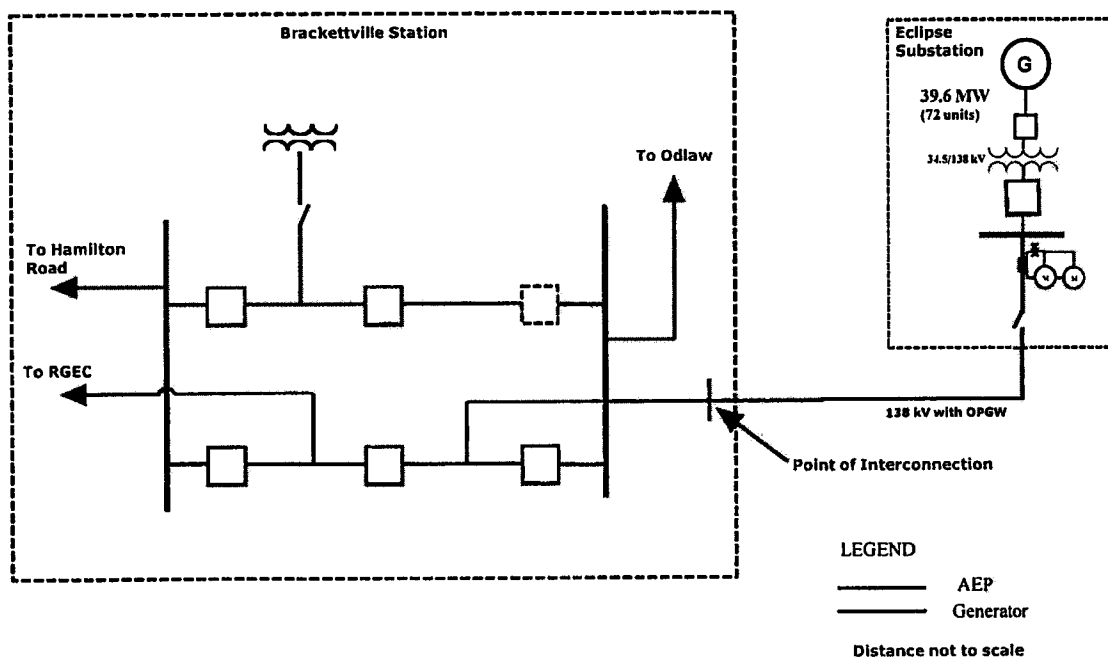 Brackettville Station
Eclipse
Substation
G
39.6 MW
(72 units)
34.5/138 kV
To Odlaw
To Hamilton
Road
M
M
To RGEC
138 kV with OPGW
Point of Interconnection
LEGEND
AEP
Generator
Distance not to scale